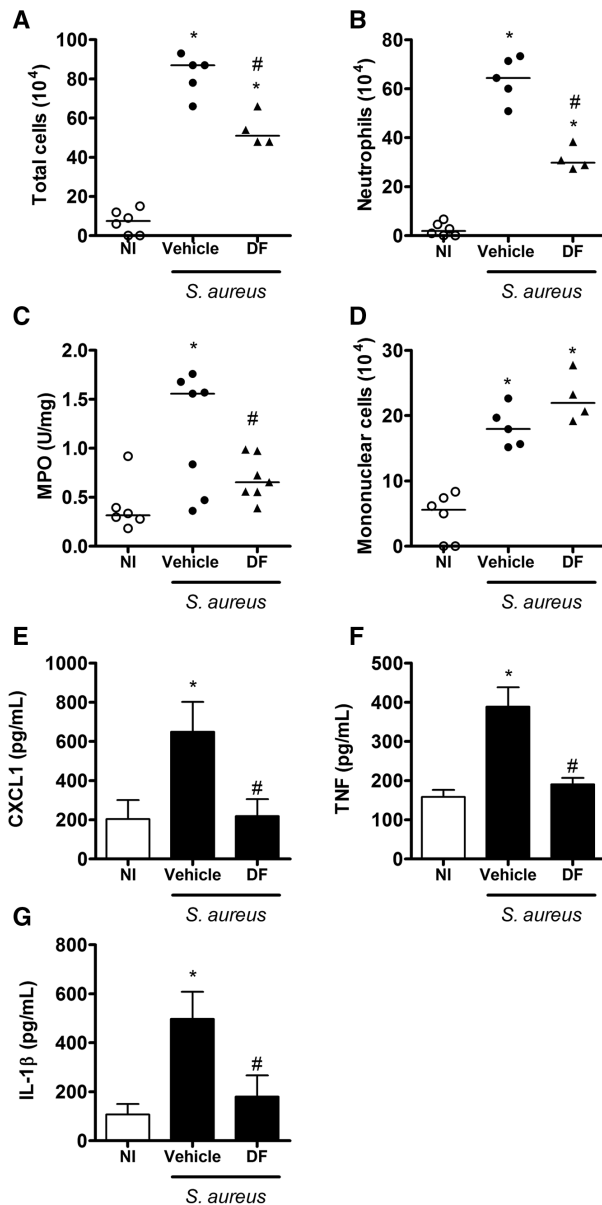 A
Total cells (10⁴)
100
80
60
40
20
0
*
#
*
NI Vehicle DF
S. aureus
B
Neutrophils (10⁴)
80
60
40
20
0
*
#
*
NI Vehicle DF
S. aureus
C
MPO (U/mg)
2.0
1.5
1.0
0.5
0.0
*
#
NI Vehicle DF
S. aureus
D
Mononuclear cells (10⁴)
30
20
10
0
*
*
NI Vehicle DF
S. aureus
E
CXCL1 (pg/mL)
1000
800
600
400
200
0
*
#
NI Vehicle DF
S. aureus
F
TNF (pg/mL)
500
400
300
200
100
0
*
#
NI Vehicle DF
S. aureus
G
IL-1β (pg/mL)
800
600
400
200
0
*
#
NI Vehicle DF
S. aureus